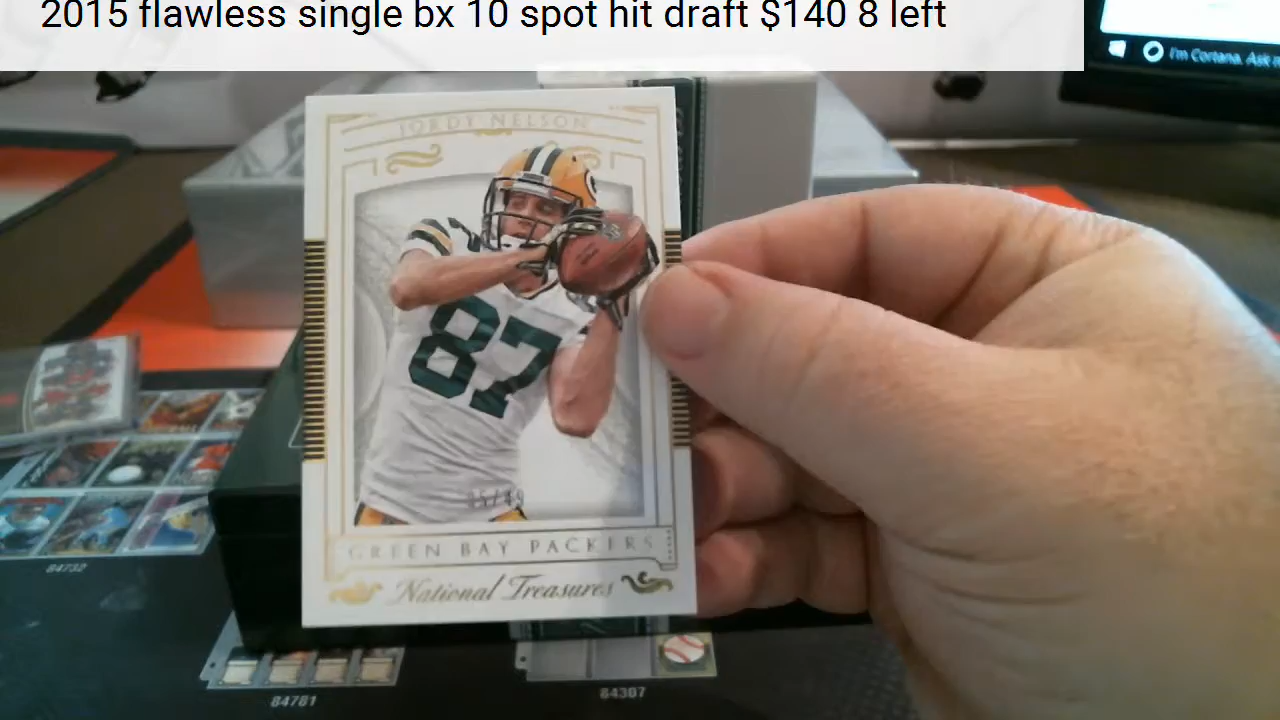 2015 flawless single bx 10 spot hit draft $140 8 left
I'm Cortana. Ask
JORDY NELSON
87
GREEN BAY PACKERS
National Treasures
84732
84781
84307